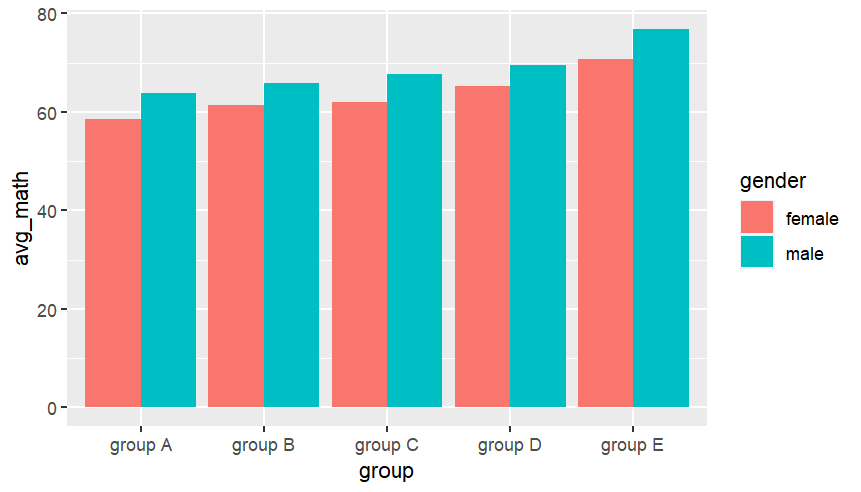 80
60
40
20
0
avg_math
group A
group B
group C
group D
group E
group
gender
female
male